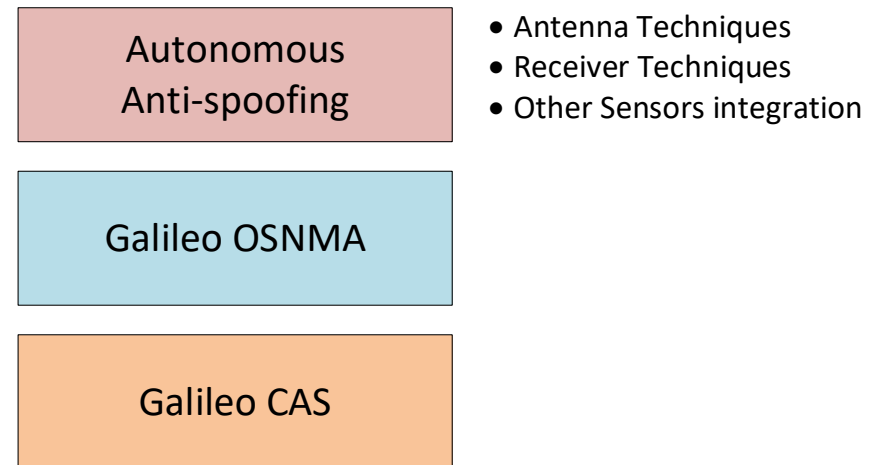 Autonomous
Anti-spoofing
• Antenna Techniques
• Receiver Techniques
• Other Sensors integration
Galileo OSNMA
Galileo CAS